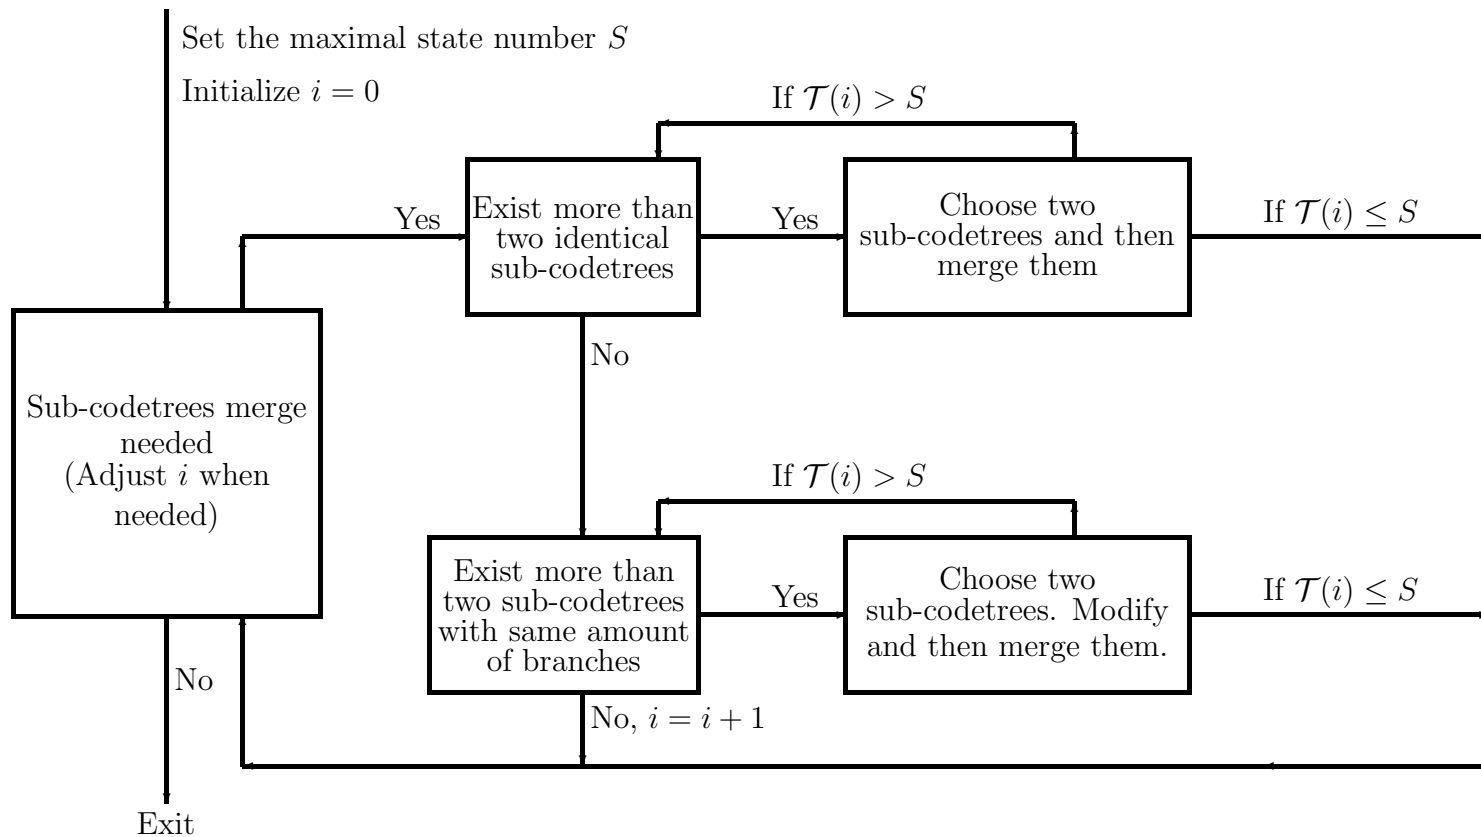 Set the maximal state number S
Initialize i = 0
If 𝒯(i) > S
Yes
Exist more than
two identical
sub-codetrees
Yes
Choose two
sub-codetrees and then
merge them
If 𝒯(i) ≤ S
No
Sub-codetrees merge
needed
(Adjust i when
needed)
If 𝒯(i) > S
Exist more than
two sub-codetrees
with same amount
of branches
Yes
Choose two
sub-codetrees. Modify
and then merge them.
If 𝒯(i) ≤ S
No
No, i = i + 1
Exit